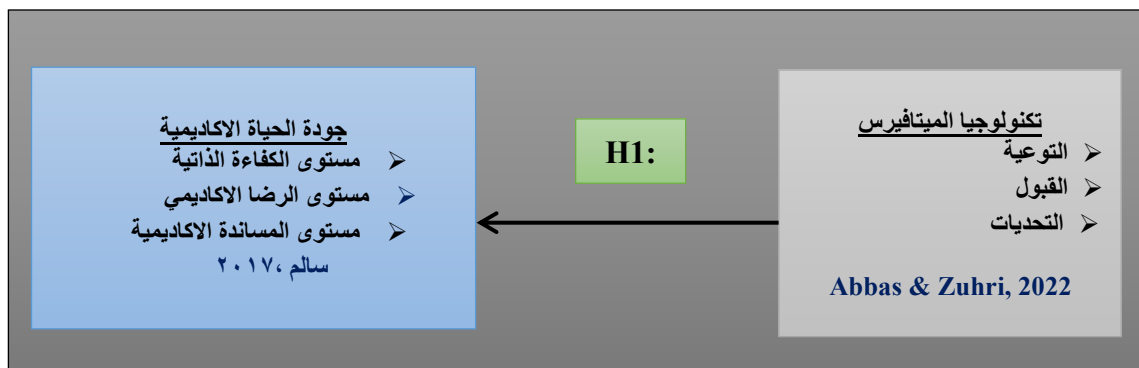 تكنولوجيا الميتافيرس
التوعية
القبول
التحديات
Abbas & Zuhri, 2022
H1:
جودة الحياة الاكاديمية
مستوى الكفاءة الذاتية
مستوى الرضا الاكاديمي
مستوى المساندة الاكاديمية
سالم ،٢٠١٧